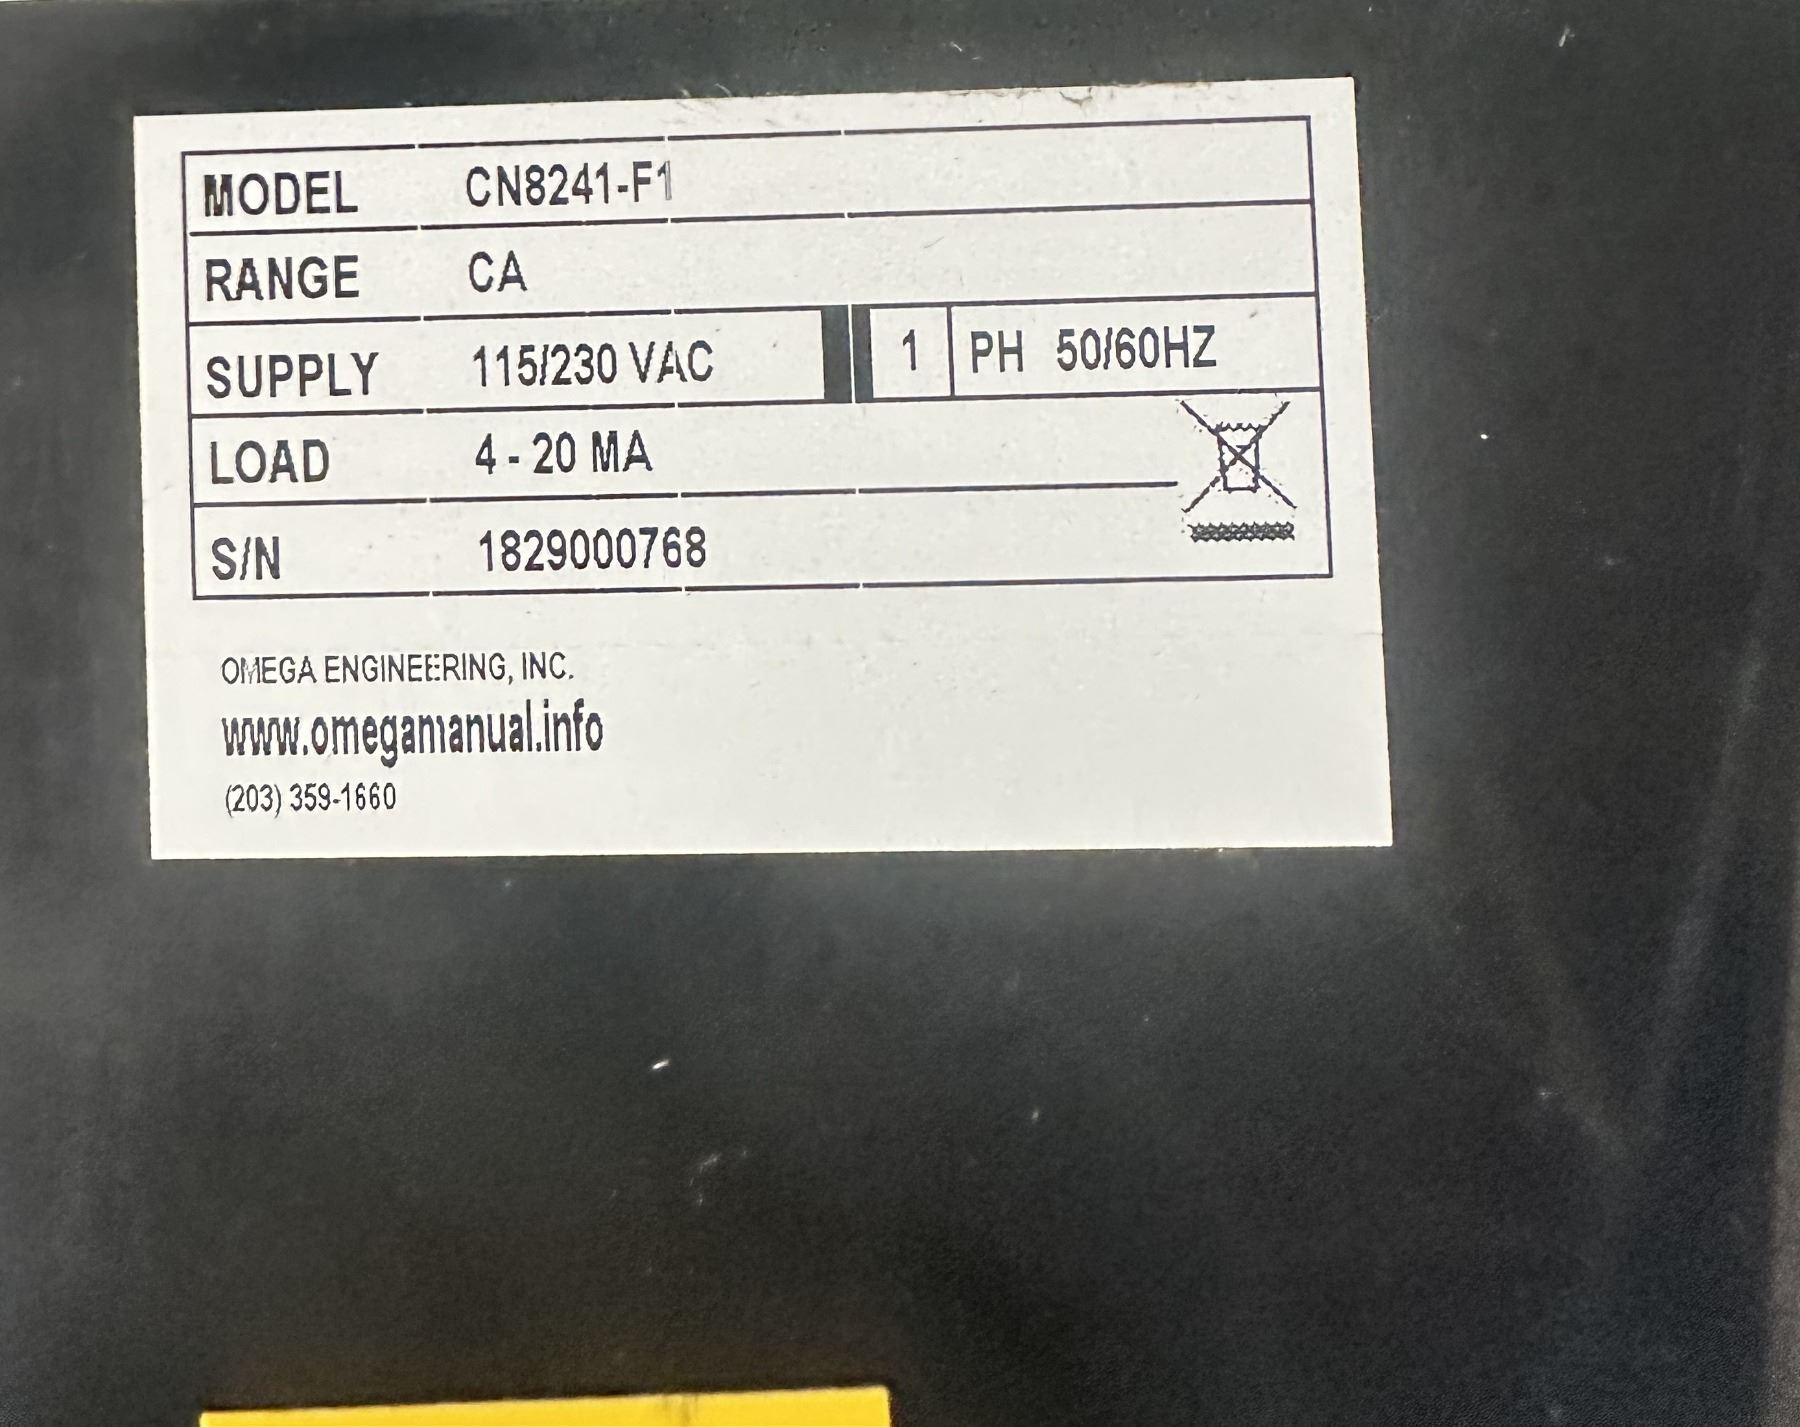 MODEL CN8241-F1
RANGE CA
SUPPLY 115/230 VAC 1 PH 50/60HZ
LOAD 4 - 20 MA
S/N 1829000768
OMEGA ENGINEERING, INC.
www.omegamanual.info
(203) 359-1660